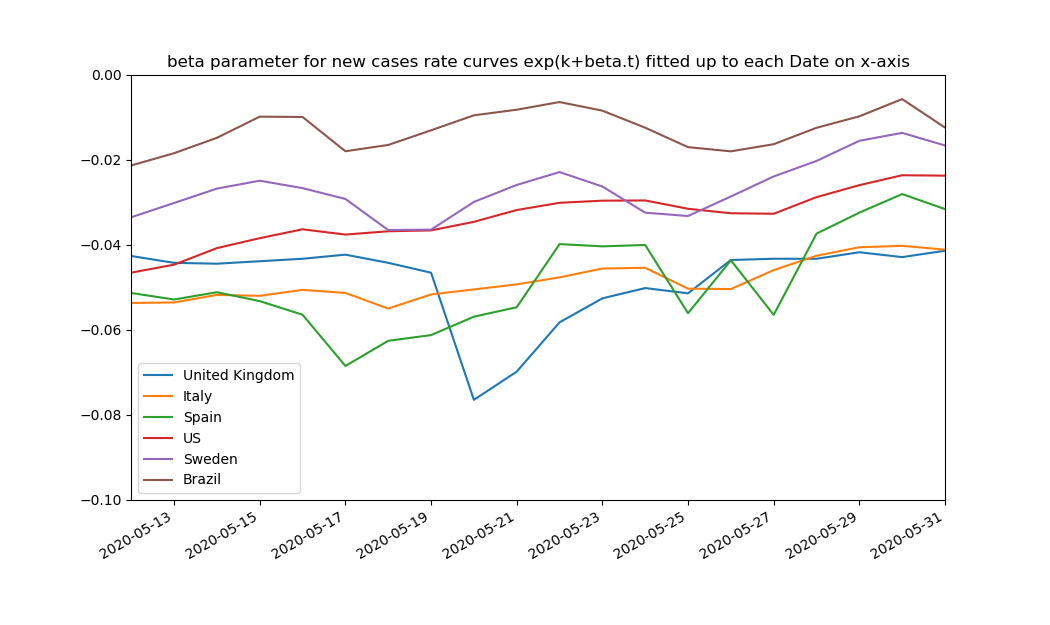 beta parameter for new cases rate curves exp(k+beta.t) fitted up to each Date on x-axis
0.00
−0.02
−0.04
−0.06
−0.08
−0.10
United Kingdom
Italy
Spain
US
Sweden
Brazil
2020-05-13
2020-05-15
2020-05-17
2020-05-19
2020-05-21
2020-05-23
2020-05-25
2020-05-27
2020-05-29
2020-05-31